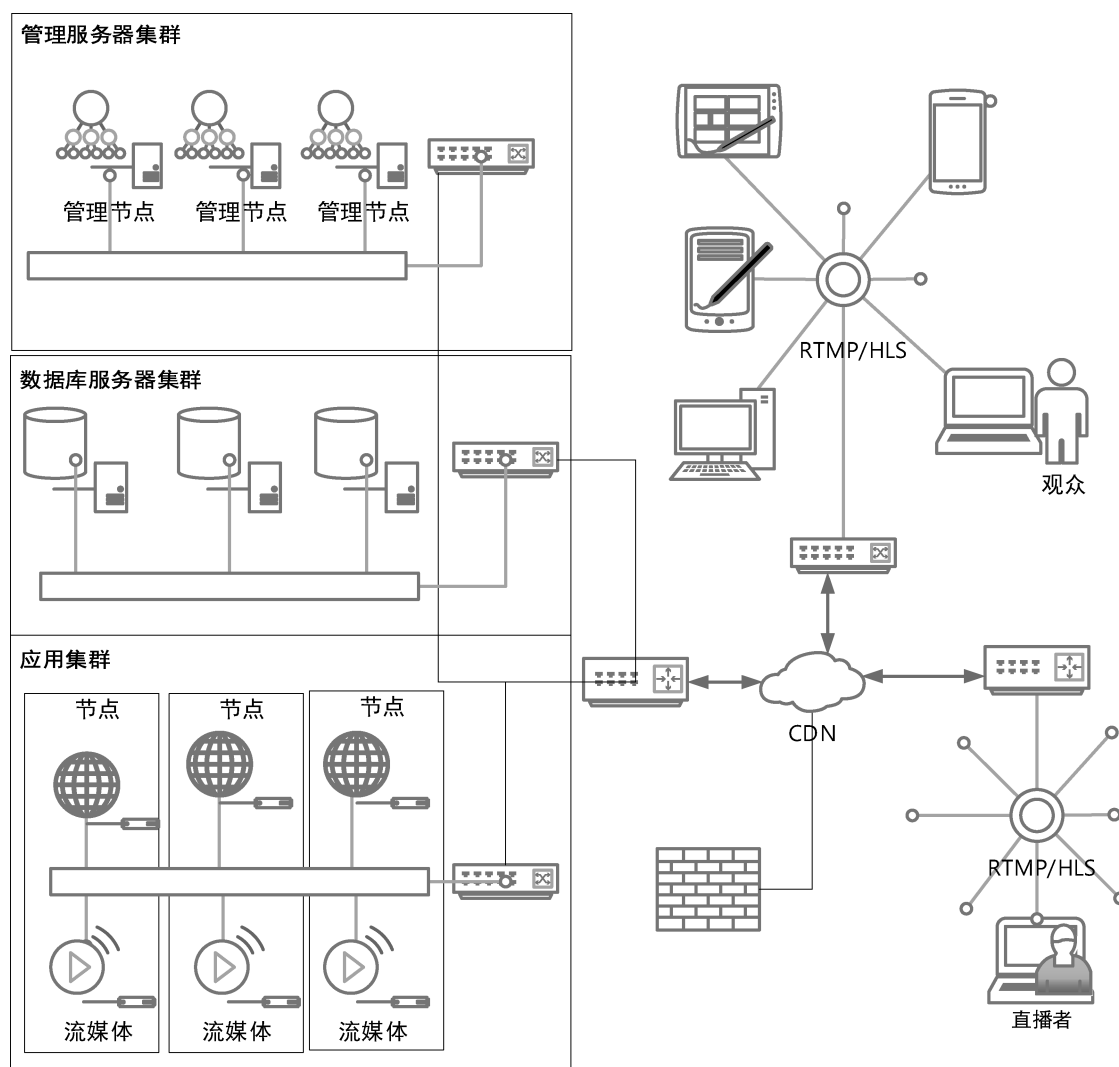 管理服务器集群
管理节点
管理节点
管理节点
RTMP/HLS
数据库服务器集群
观众
应用集群
节点
节点
节点
CDN
RTMP/HLS
流媒体
流媒体
流媒体
直播者